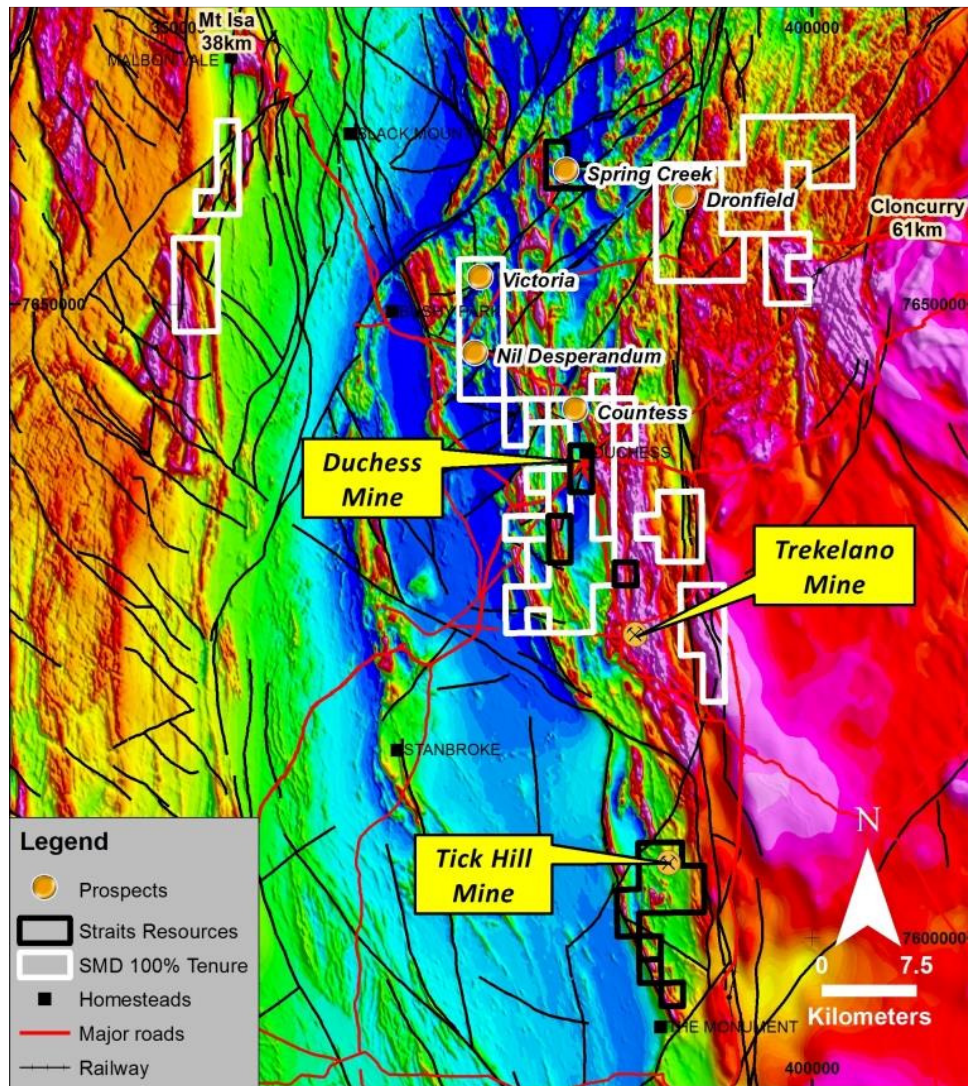 Mt Isa
38km
400000
MALBON VALE
BLACK MOUNTAIN
Spring Creek
Dronfield
Cloncurry
61km
Victoria
7650000
7650000
PARK
Nil Desperandum
Countess
DUCHESS
Duchess
Mine
Trekelano
Mine
STANBROKE
Tick Hill
Mine
N
7600000
0 7.5
Kilometers
THE MONUMENT
400000
Legend
Prospects
Straits Resources
SMD 100% Tenure
Homesteads
Major roads
Railway